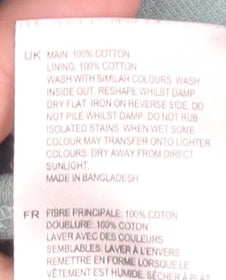 UK MAIN: 100% COTTON
LINING: 100% COTTON
WASH WITH SIMILAR COLOURS. WASH
INSIDE OUT. RESHAPE WHILST DAMP.
DRY FLAT. IRON ON REVERSE SIDE. DO
NOT PILE WHILST DAMP. DO NOT RUB
ISOLATED STAINS. WHEN WET SOME
COLOUR MAY TRANSFER ONTO LIGHTER
COLOURS. DRY AWAY FROM DIRECT
SUNLIGHT.
MADE IN BANGLADESH
FR FIBRE PRINCIPALE: 100% COTON
DOUBLURE: 100% COTON
LAVER AVEC DES COULEURS
SEMBLABLES. LAVER À L'ENVERS.
REMETTRE EN FORME LORSQUE LE
VÊTEMENT EST HUMIDE. SÉCHER À PLAT.